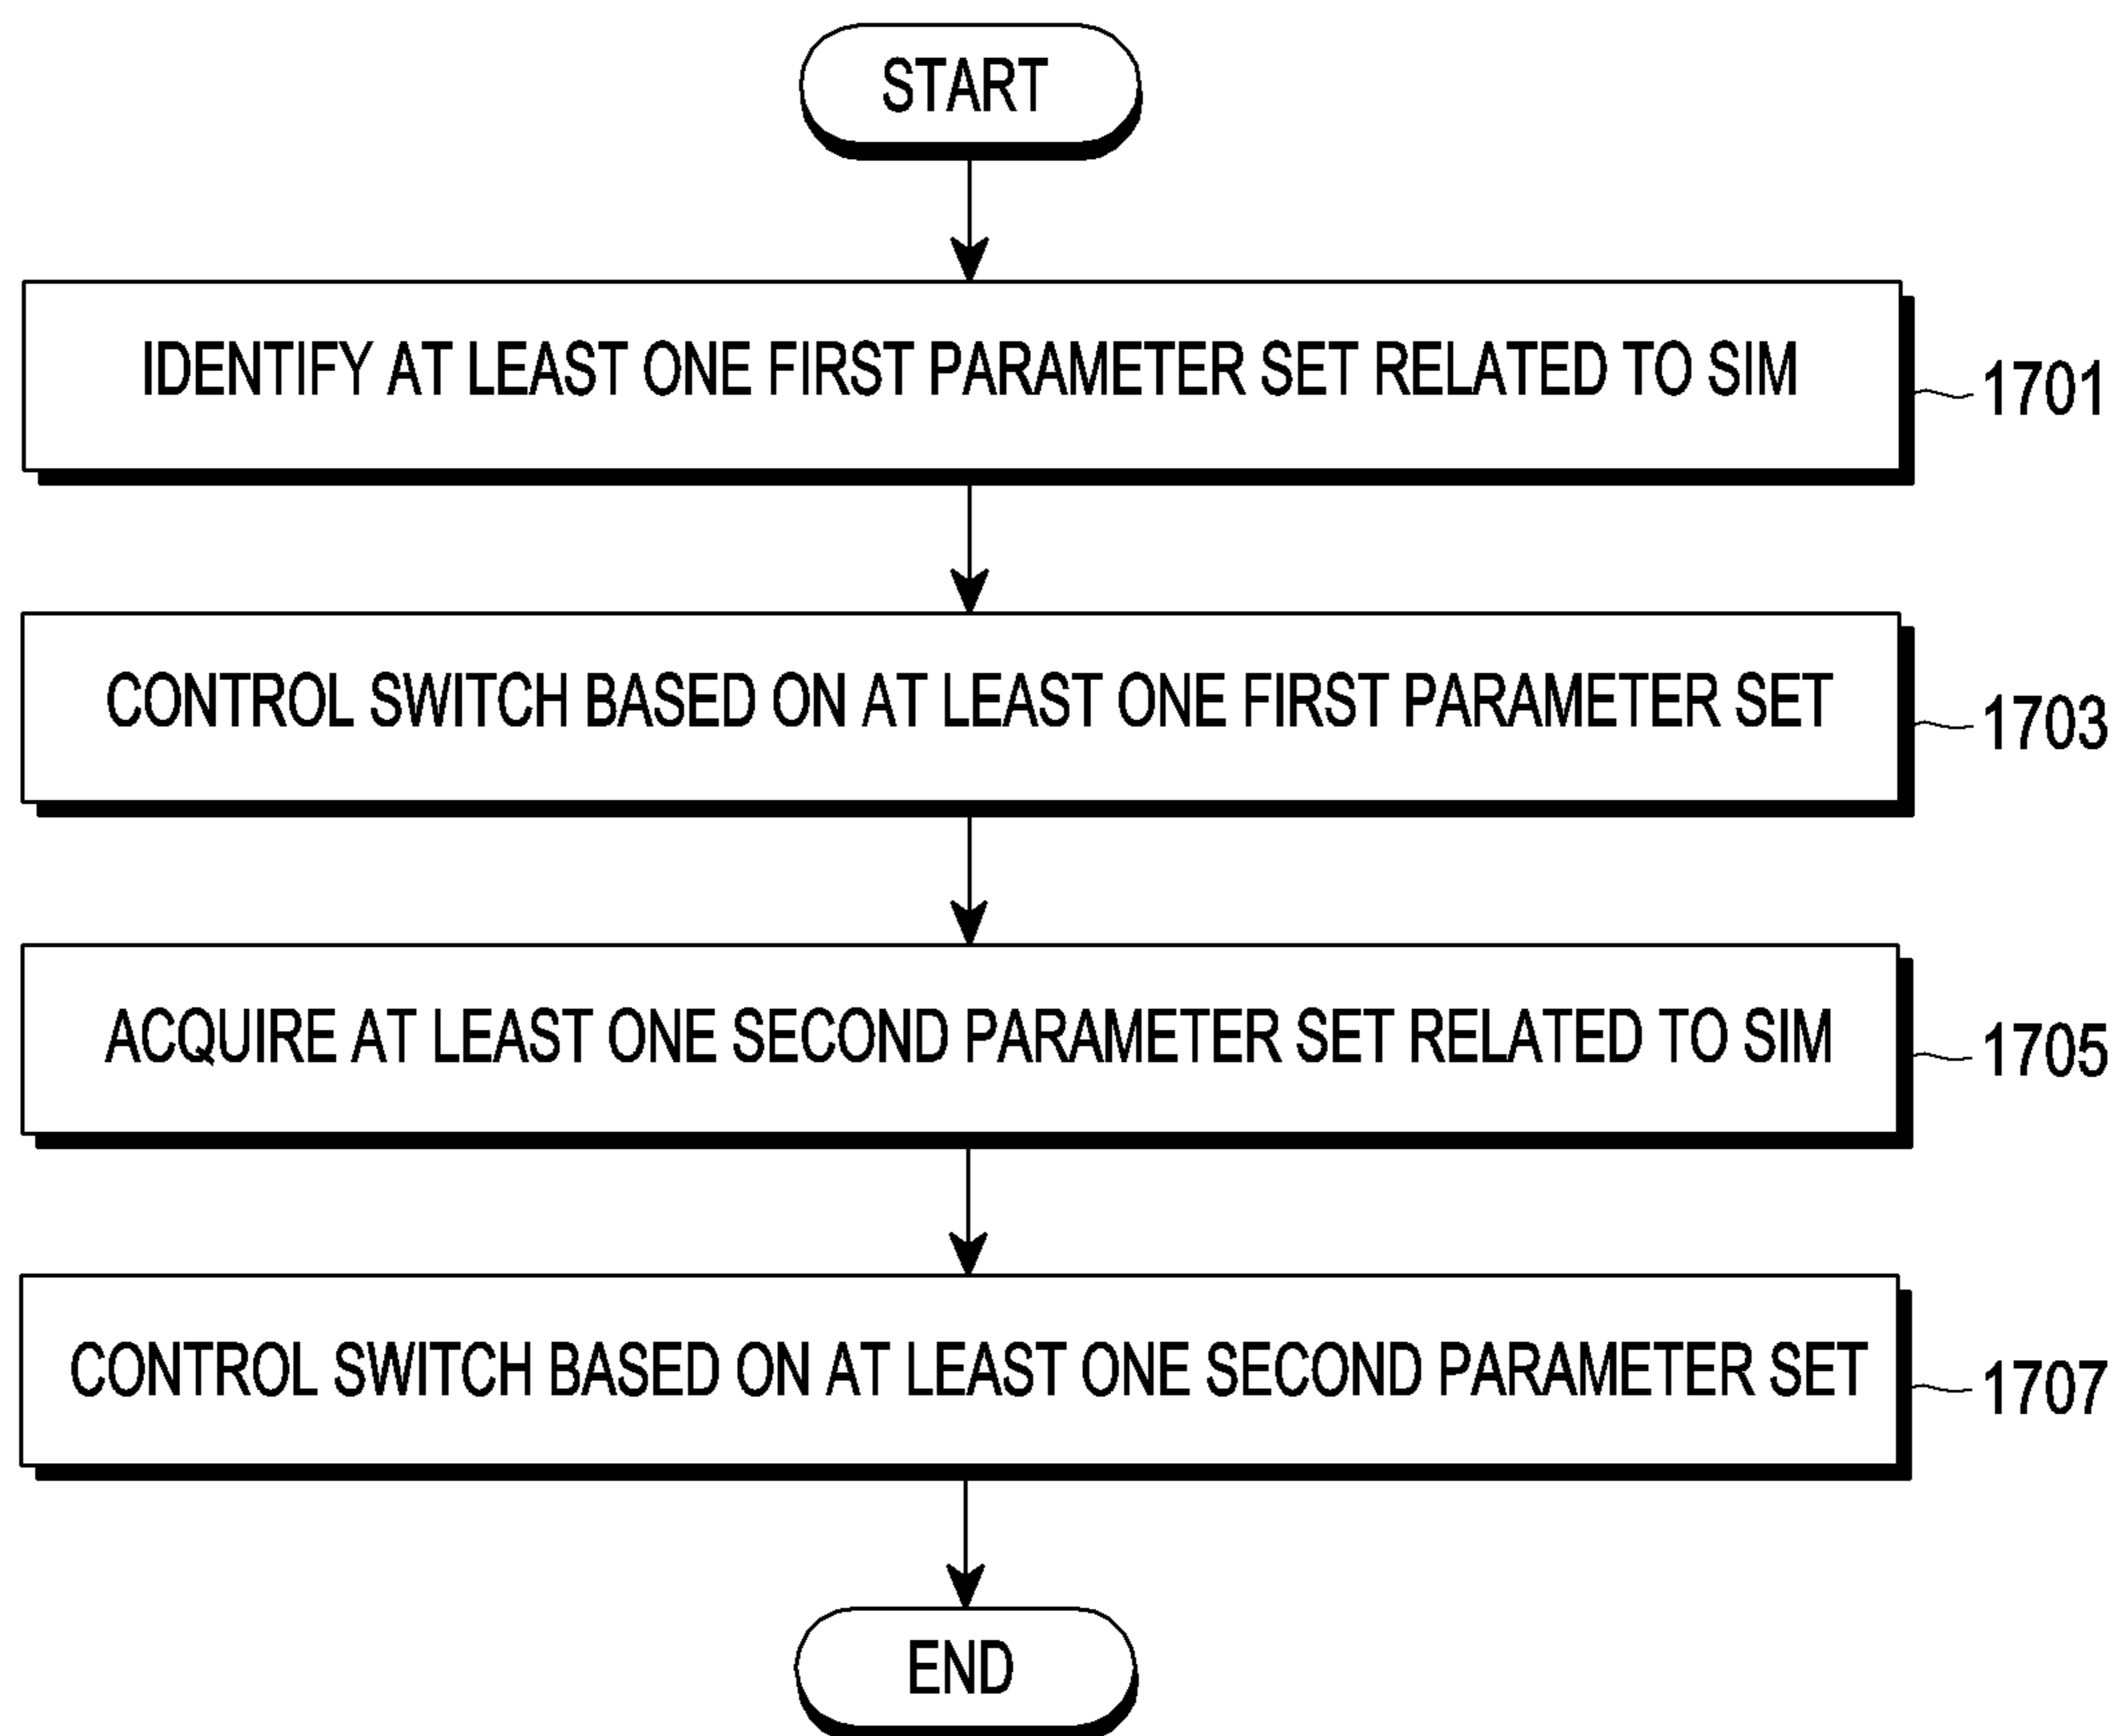 START
IDENTIFY AT LEAST ONE FIRST PARAMETER SET RELATED TO SIM
1701
CONTROL SWITCH BASED ON AT LEAST ONE FIRST PARAMETER SET
1703
ACQUIRE AT LEAST ONE SECOND PARAMETER SET RELATED TO SIM
1705
CONTROL SWITCH BASED ON AT LEAST ONE SECOND PARAMETER SET
1707
END